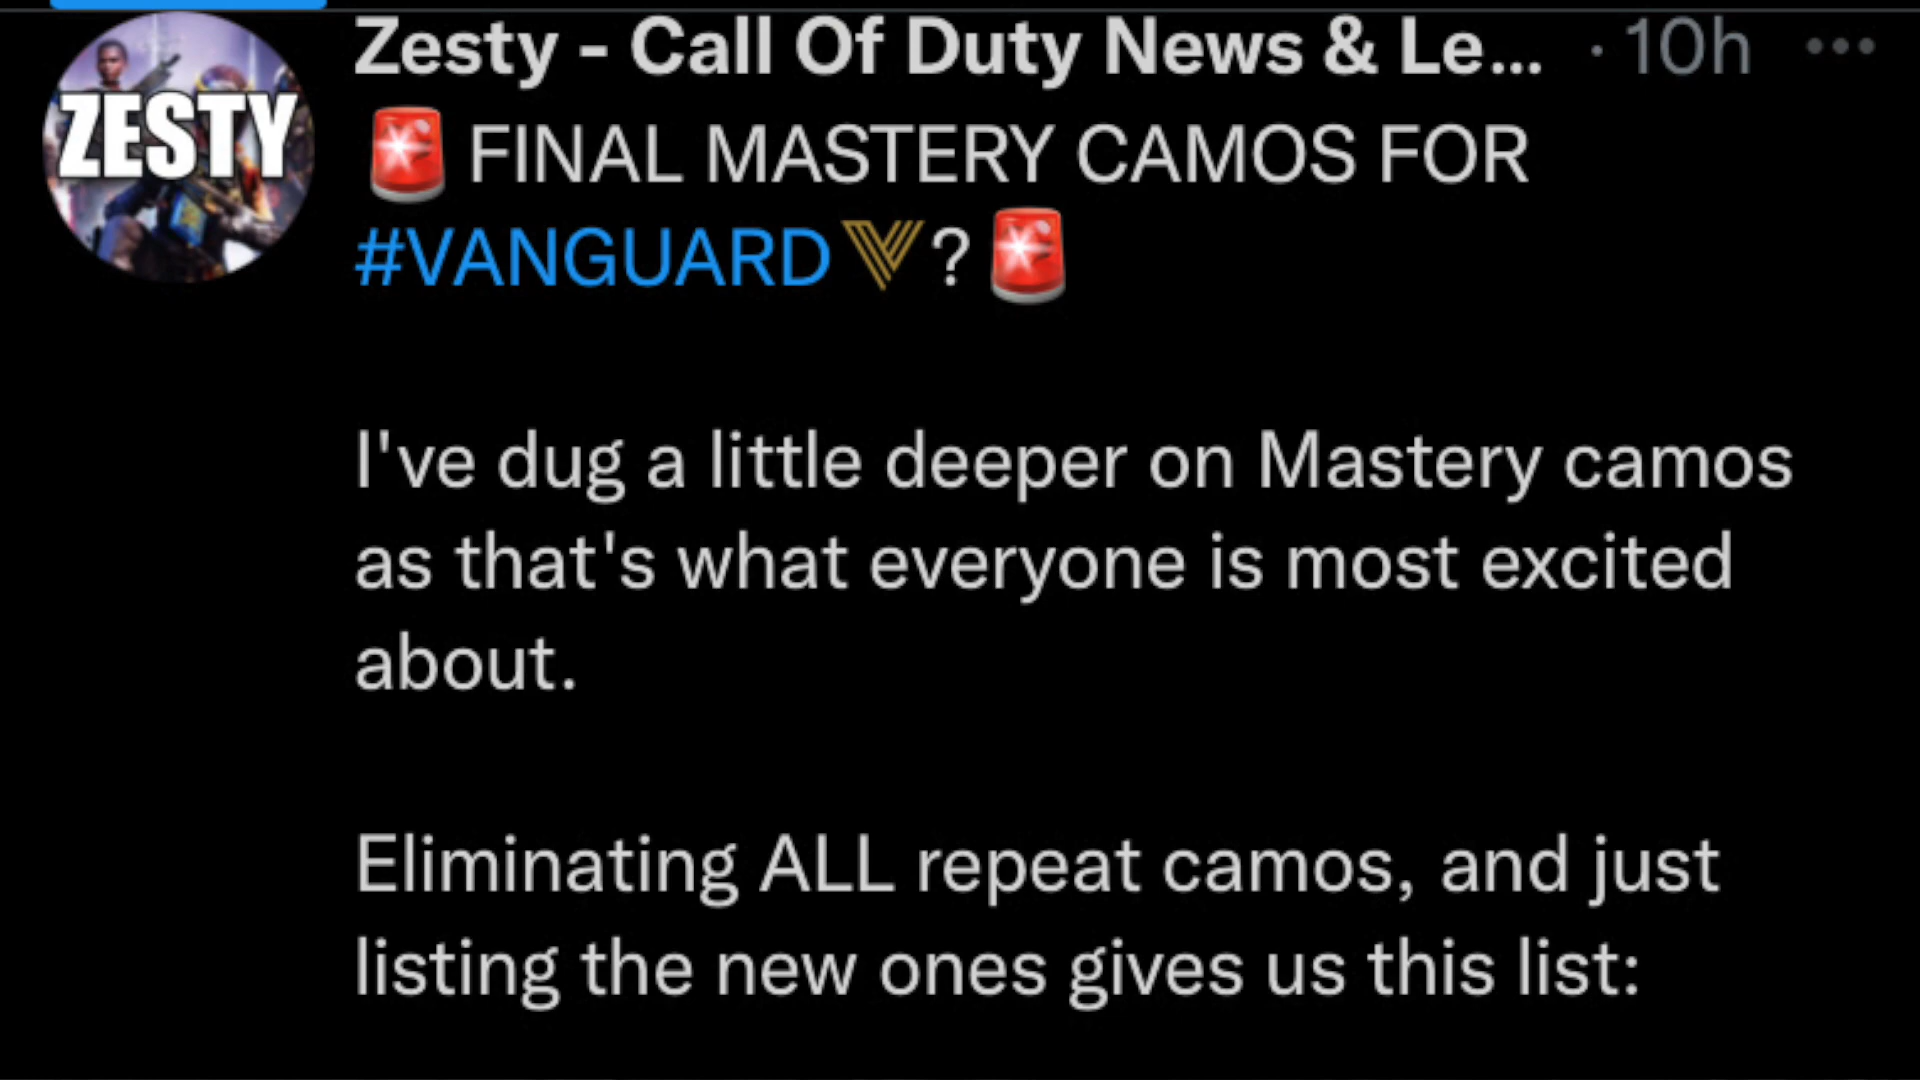 Zesty - Call Of Duty News & Le... · 10h
ZESTY
🚨 FINAL MASTERY CAMOS FOR
#VANGUARD ? 🚨
I've dug a little deeper on Mastery camos
as that's what everyone is most excited
about.
Eliminating ALL repeat camos, and just
listing the new ones gives us this list: